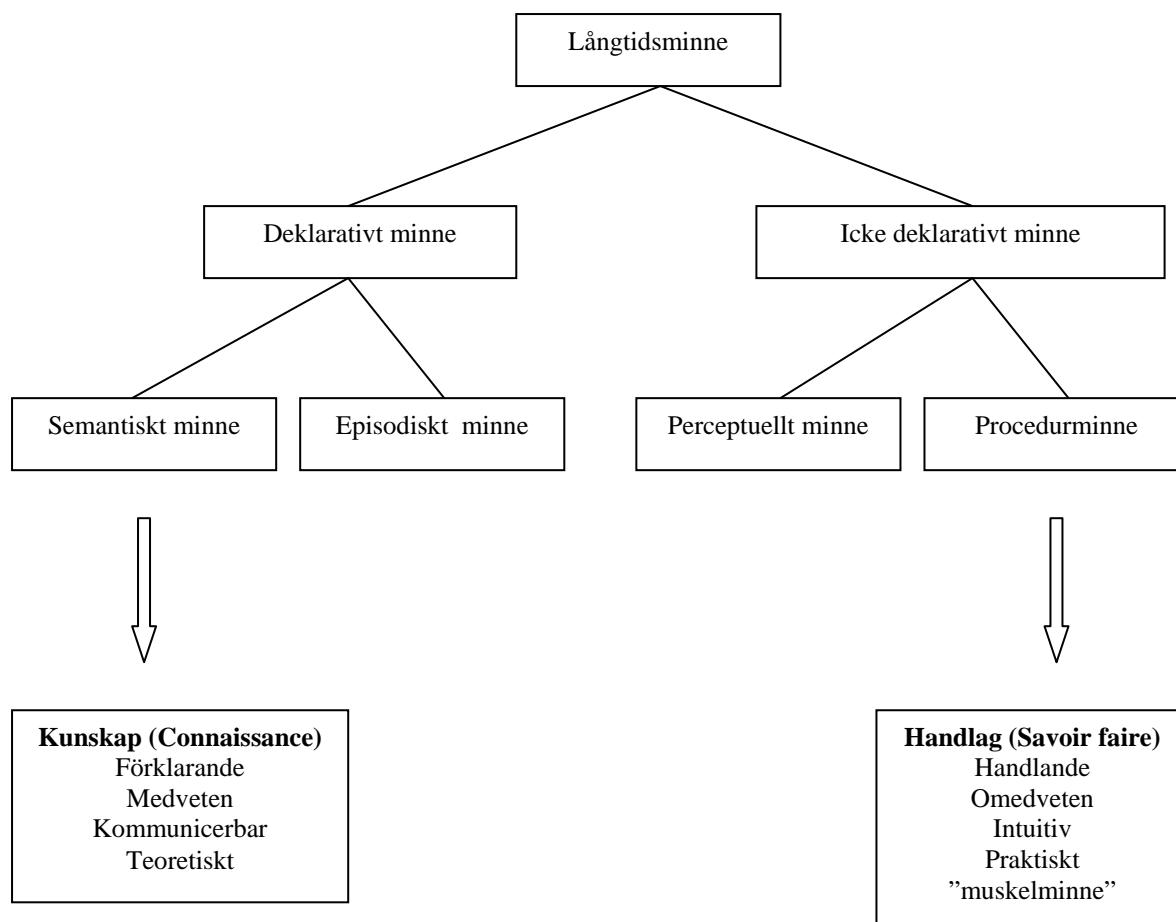 Långtidsminne
Deklarativt minne
Icke deklarativt minne
Semantiskt minne
Episodiskt minne
Perceptuellt minne
Procedurminne
Kunskap (Connaissance)
Förklarande
Medveten
Kommunicerbar
Teoretiskt
Handlag (Savoir faire)
Handlande
Omedveten
Intuitiv
Praktiskt
”muskelminne”